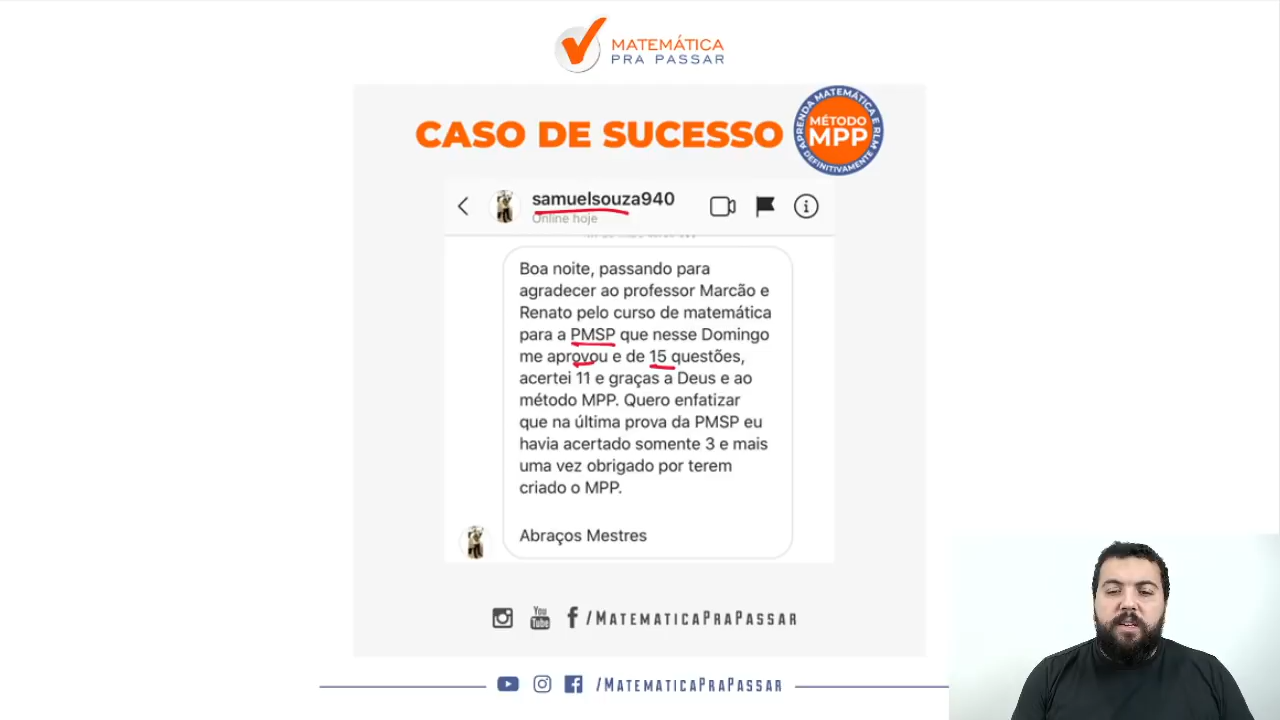 MATEMÁTICA
PRA PASSAR
CASO DE SUCESSO
APRENDA MATEMÁTICA E RLM
MÉTODO
MPP
DEFINITIVAMENTE
samuelsouza940
Online hoje
Boa noite, passando para
agradecer ao professor Marcão e
Renato pelo curso de matemática
para a PMSP que nesse Domingo
me aprovou e de 15 questões,
acertei 11 e graças a Deus e ao
método MPP. Quero enfatizar
que na última prova da PMSP eu
havia acertado somente 3 e mais
uma vez obrigado por terem
criado o MPP.
Abraços Mestres
You
Tube
/MATEMATICAPRAPASSAR
/MATEMATICAPRAPASSAR